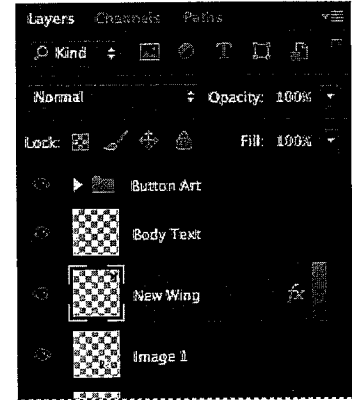 Layers Channels Paths
Kind T
Normal Opacity: 100%
Lock: Fill: 100%
Button Art
Body Text
New Wing fx
Image 1